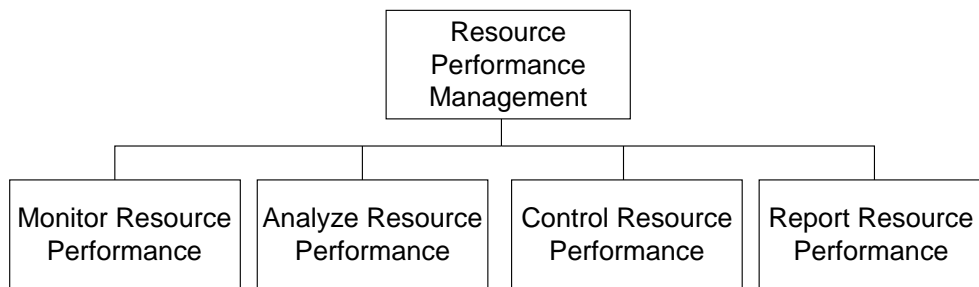 Resource
Performance
Management
Monitor Resource
Performance
Analyze Resource
Performance
Control Resource
Performance
Report Resource
Performance